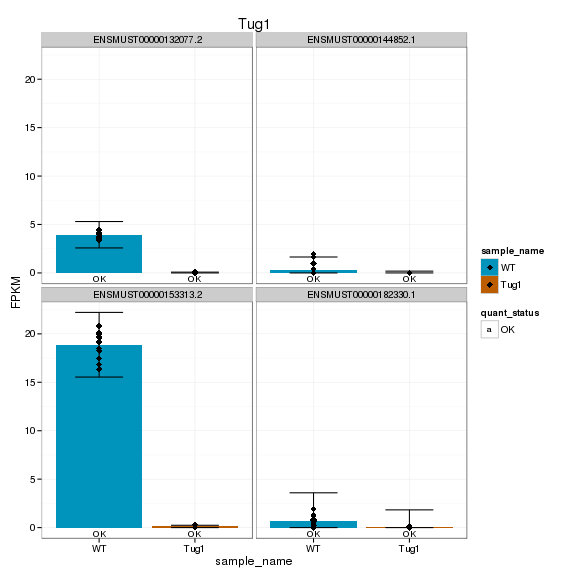 Tug1
ENSMUST00000132077.2
ENSMUST00000144852.1
20
15
10
5
0
OK
OK
OK
OK
FPKM
ENSMUST00000153313.2
ENSMUST00000182330.1
20
15
10
5
0
OK
OK
OK
OK
WT
Tug1
WT
Tug1
sample_name
sample_name
WT
Tug1
quant_status
a OK